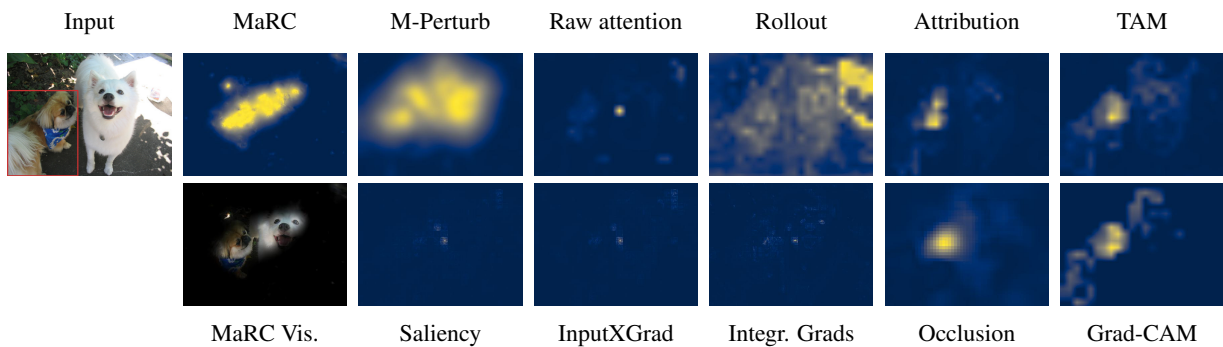 Input MaRC M-Perturb Raw attention Rollout Attribution TAM
MaRC Vis. Saliency InputXGrad Integr. Grads Occlusion Grad-CAM